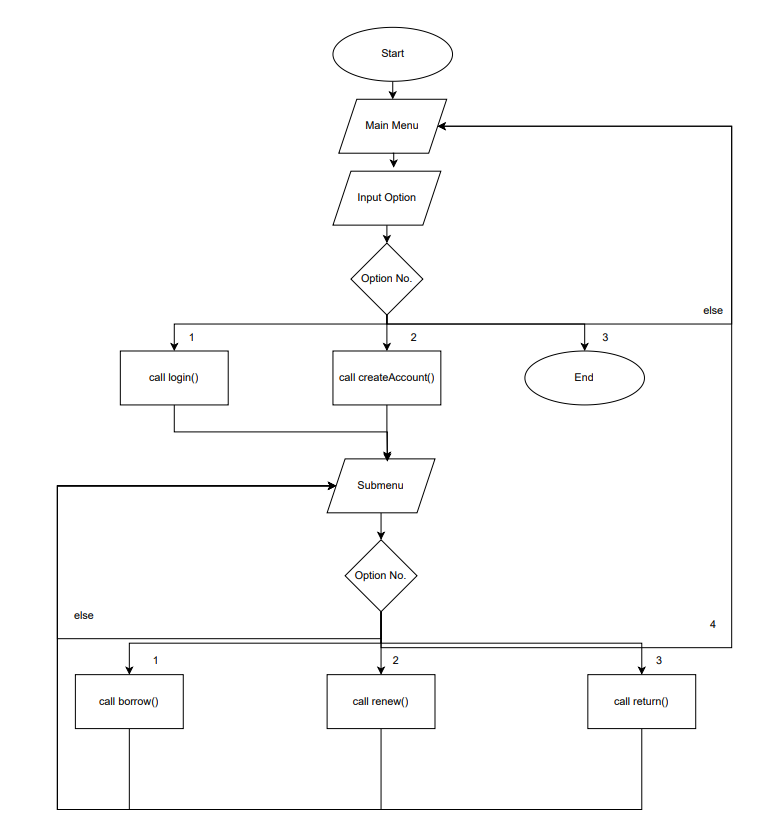 Start
Main Menu
Input Option
Option No.
else
1
2
3
call login()
call createAccount()
End
Submenu
Option No.
else
4
1
2
3
call borrow()
call renew()
call return()